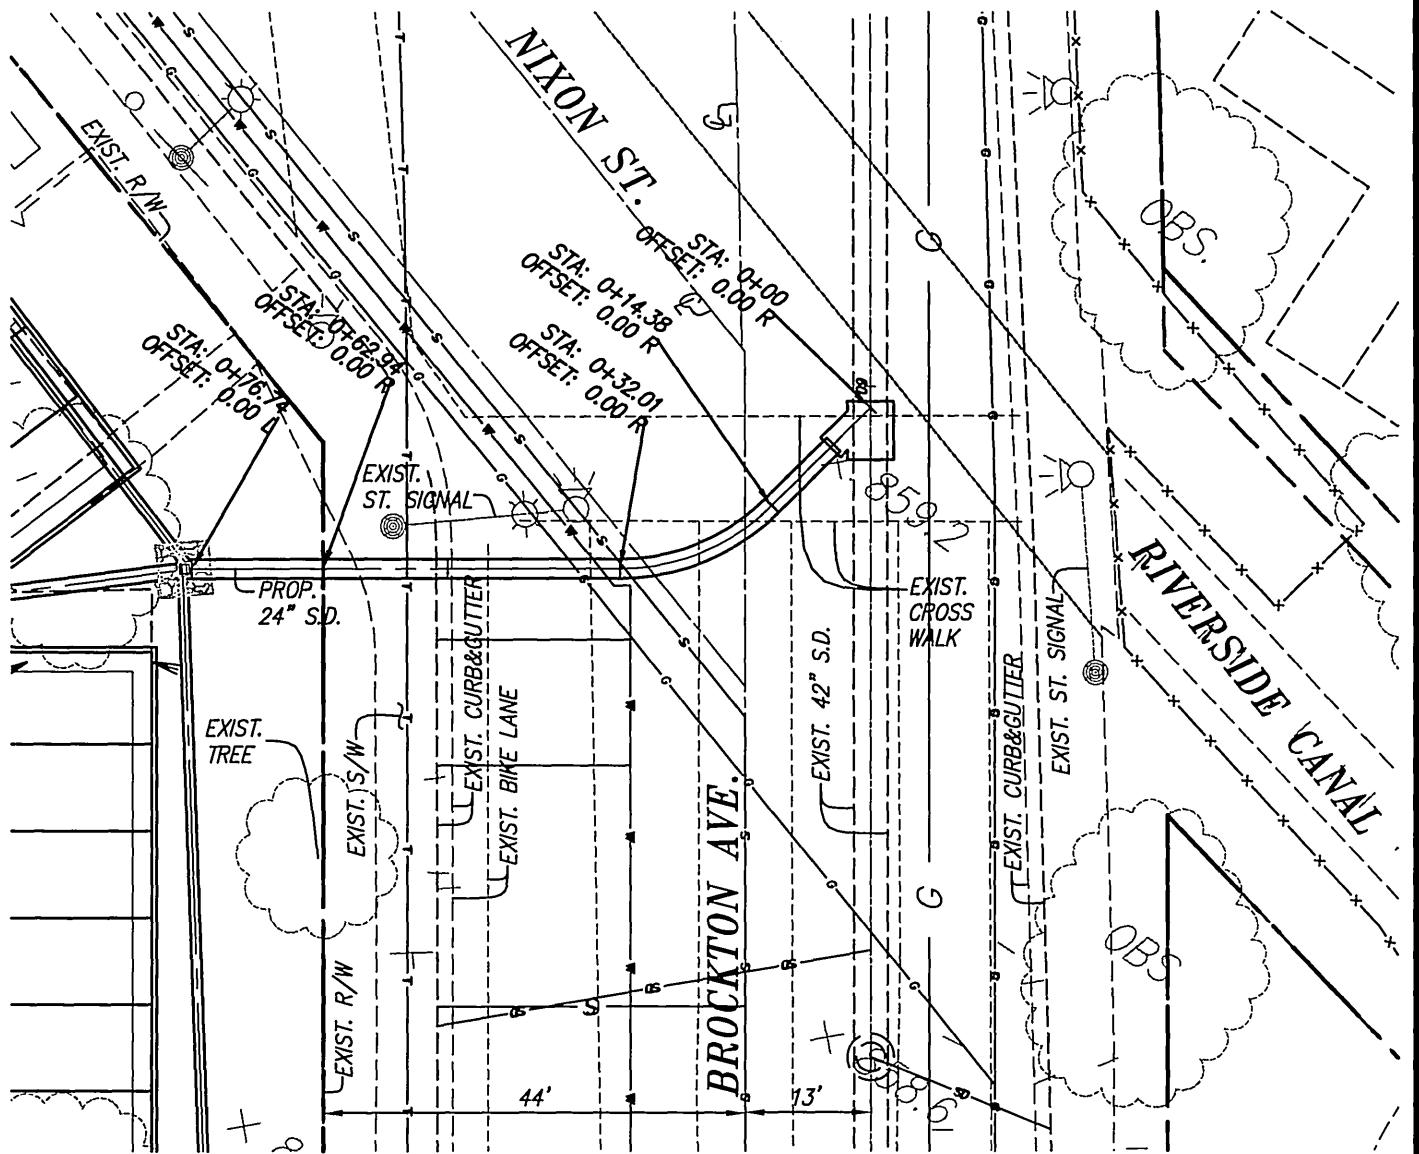 NIXON ST.
EXIST. R/W
STA: 0+00
OFFSET: 0.00 R
STA: 0+14.38
OFFSET: 0.00 R
STA: 0+32.01
OFFSET: 0.00 R
STA: 0+62.94
OFFSET: 0.00 R
STA: 0+76.74
OFFSET: 0.00 L
OBS.
EXIST.
ST. SIGNAL
859.2
PROP.
24" S.D.
EXIST.
CROSS
WALK
RIVERSIDE CANAL
EXIST.
TREE
EXIST. S/W
EXIST. CURB&GUTTER
EXIST. BIKE LANE
BROCKTON AVE.
EXIST. 42" S.D.
EXIST. CURB&GUTTER
EXIST. ST. SIGNAL
G
S
OBS
EXIST. R/W
44'
13'